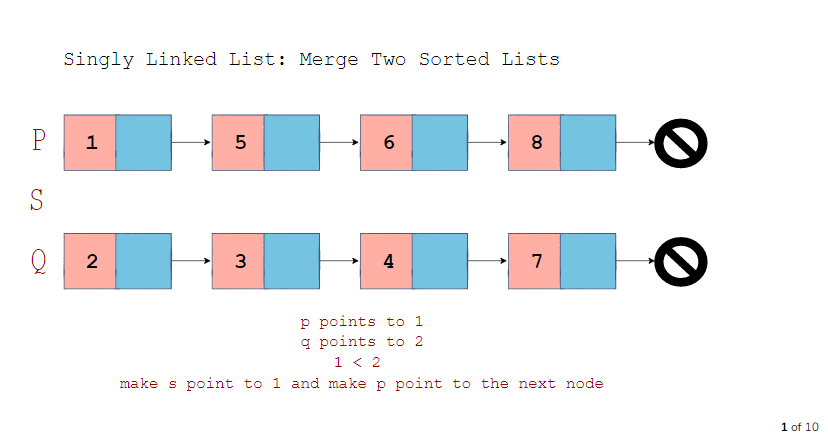 Singly Linked List: Merge Two Sorted Lists
P 1 5 6 8
S
Q 2 3 4 7
p points to 1
q points to 2
1 < 2
make s point to 1 and make p point to the next node
1 of 10